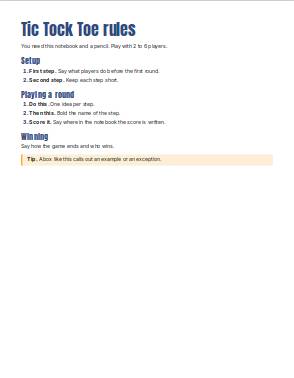 Tic Tock Toe rules
You need this notebook and a pencil. Play with 2 to 6 players.
Setup
1. First step. Say what players do before the first round.
2. Second step. Keep each step short.
Playing a round
1. Do this. One idea per step.
2. Then this. Bold the name of the step.
3. Score it. Say where in the notebook the score is written.
Winning
Say how the game ends and who wins.
Tip. A box like this calls out an example or an exception.